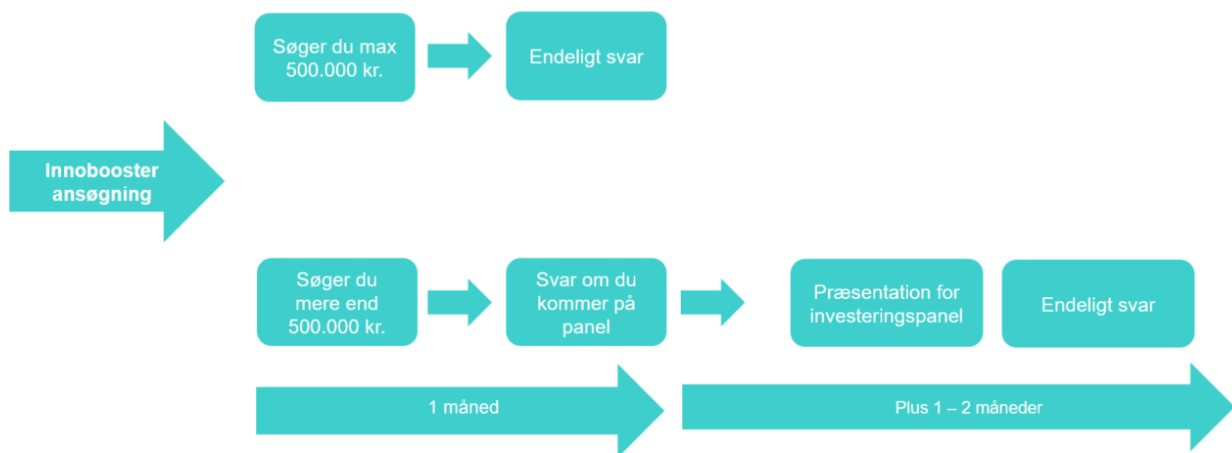 Søger du max
500.000 kr.
Endeligt svar
Innobooster
ansøgning
Søger du
mere end
500.000 kr.
Svar om du
kommer på
panel
Præsentation for
investeringspanel
Endeligt svar
1 måned
Plus 1 – 2 måneder